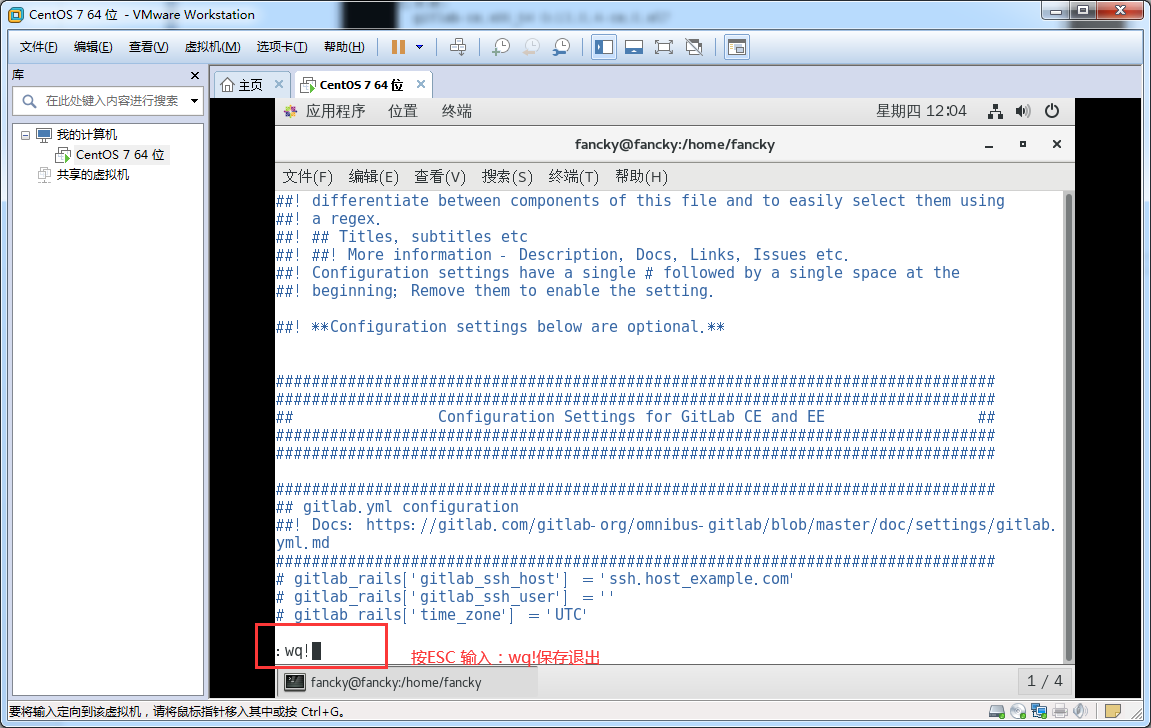 CentOS 7 64 位 - VMware Workstation
文件(F) 编辑(E) 查看(V) 虚拟机(M) 选项卡(T) 帮助(H)
库
在此处键入内容进行搜索
我的计算机
CentOS 7 64 位
共享的虚拟机
主页 CentOS 7 64 位
应用程序 位置 终端 星期四 12:04
fancky@fancky:/home/fancky
文件(F) 编辑(E) 查看(V) 搜索(S) 终端(T) 帮助(H)
##! differentiate between components of this file and to easily select them using
##! a regex.
##! ## Titles, subtitles etc
##! ##! More information - Description, Docs, Links, Issues etc.
##! Configuration settings have a single # followed by a single space at the
##! beginning; Remove them to enable the setting.
##! **Configuration settings below are optional.**
################################################################################
################################################################################
##                Configuration Settings for GitLab CE and EE                 ##
################################################################################
################################################################################
################################################################################
## gitlab.yml configuration
##! Docs: https://gitlab.com/gitlab-org/omnibus-gitlab/blob/master/doc/settings/gitlab.
yml.md
################################################################################
# gitlab_rails['gitlab_ssh_host'] = 'ssh.host_example.com'
# gitlab_rails['gitlab_ssh_user'] = ''
# gitlab_rails['time_zone'] = 'UTC'
:wq!
按ESC 输入：wq!保存退出
fancky@fancky:/home/fancky
1 / 4
要将输入定向到该虚拟机，请将鼠标指针移入其中或按 Ctrl+G。